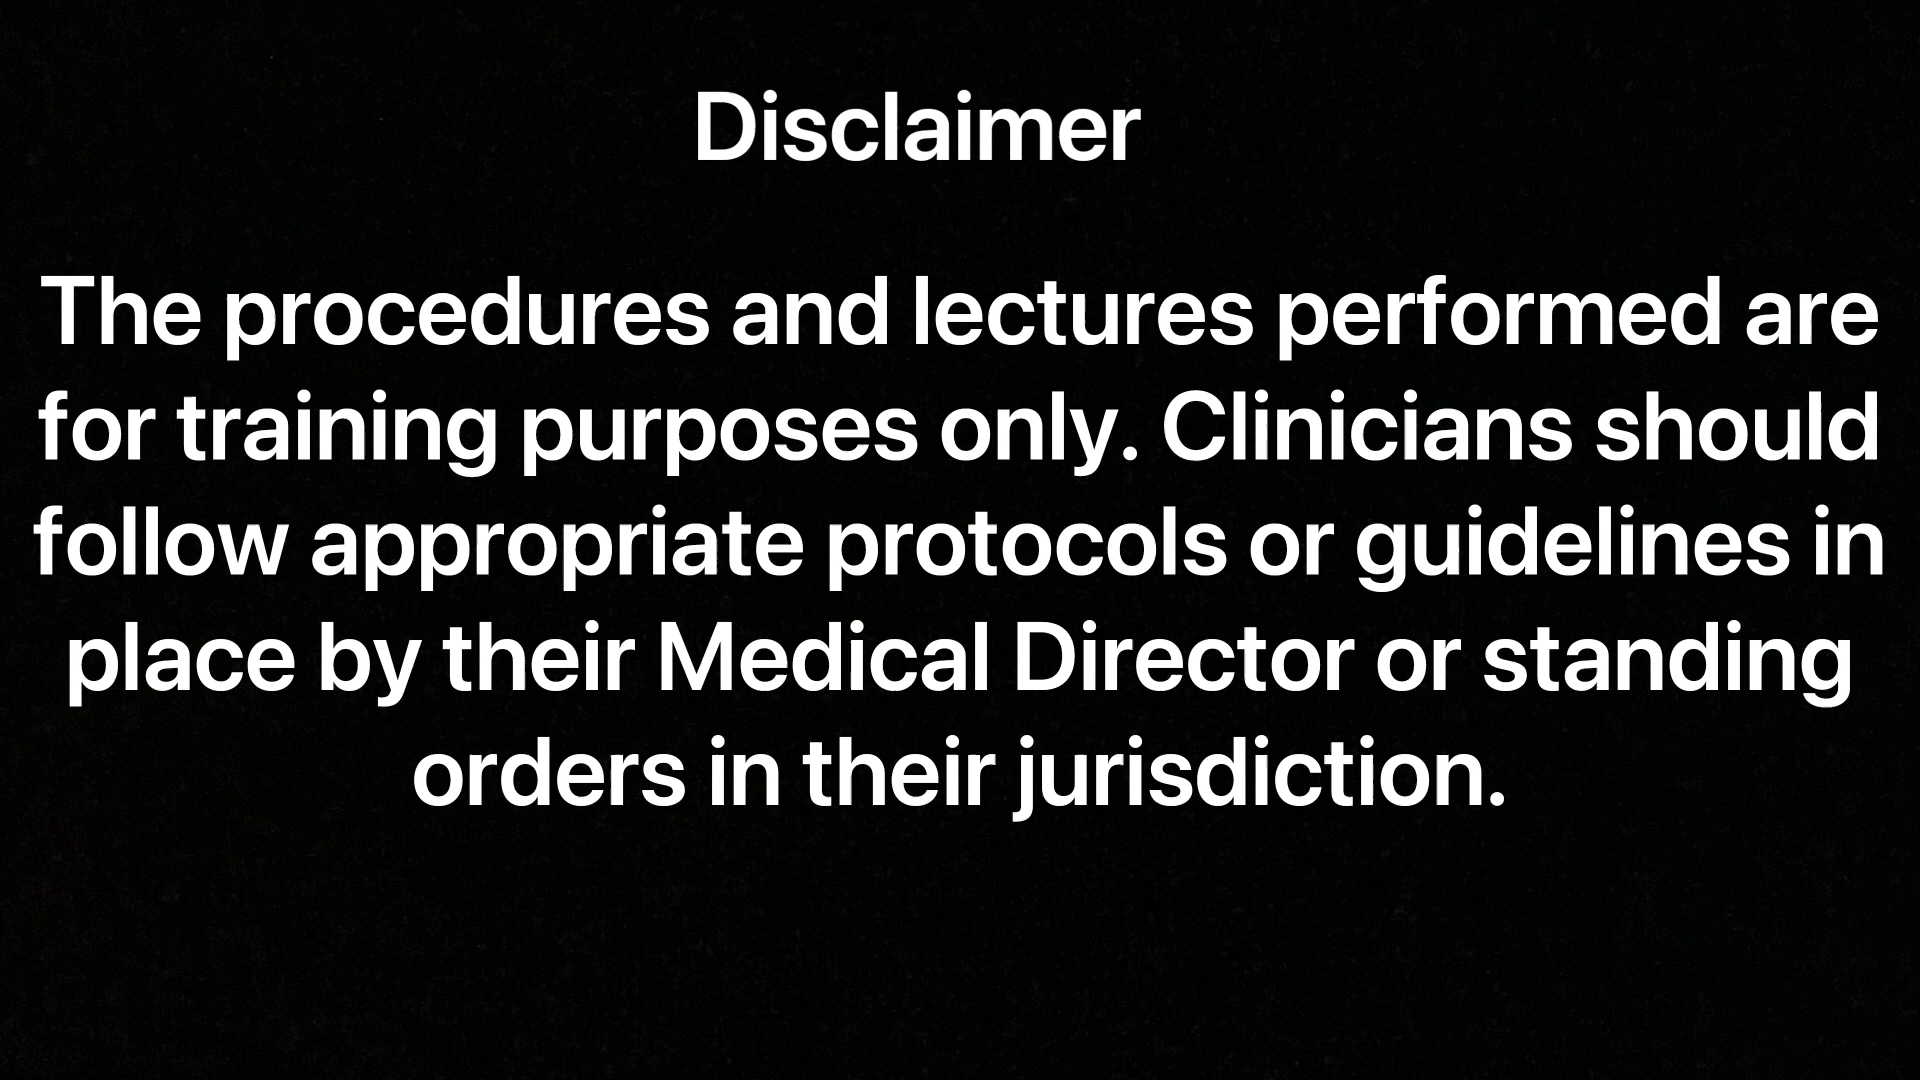 Disclaimer
The procedures and lectures performed are
for training purposes only. Clinicians should
follow appropriate protocols or guidelines in
place by their Medical Director or standing
orders in their jurisdiction.